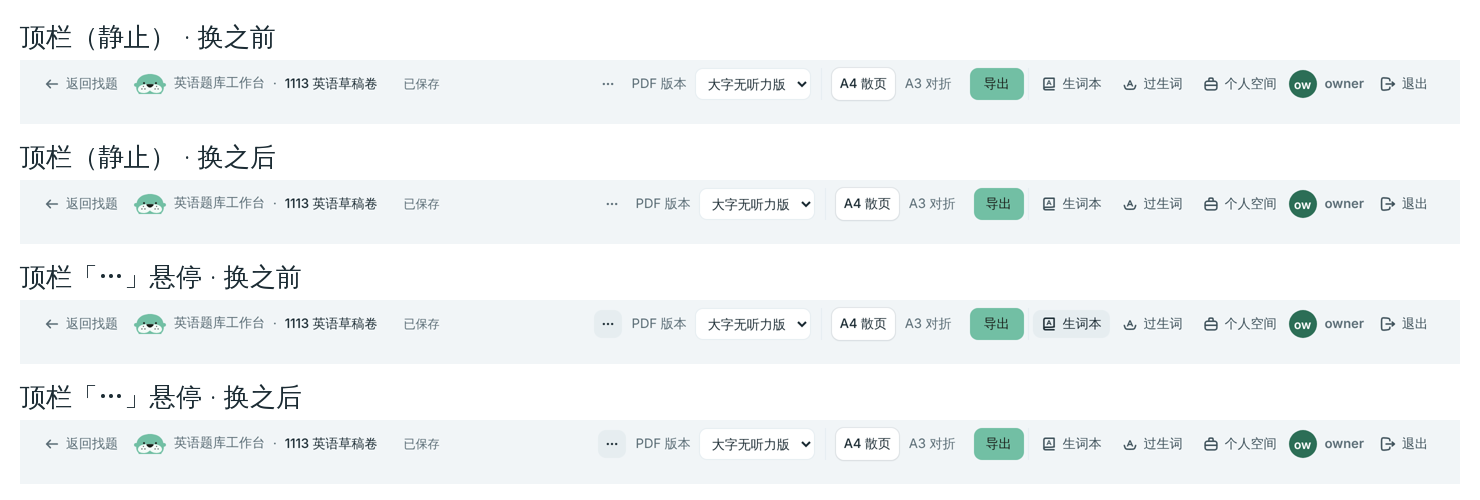 顶栏（静止） · 换之前
← 返回找题 英语题库工作台 · 1113 英语草稿卷 已保存 ··· PDF 版本 大字无听力版 A4 散页 A3 对折 导出 生词本 过生词 个人空间 ow owner 退出
顶栏（静止） · 换之后
← 返回找题 英语题库工作台 · 1113 英语草稿卷 已保存 ··· PDF 版本 大字无听力版 A4 散页 A3 对折 导出 生词本 过生词 个人空间 ow owner 退出
顶栏「···」悬停 · 换之前
← 返回找题 英语题库工作台 · 1113 英语草稿卷 已保存 ··· PDF 版本 大字无听力版 A4 散页 A3 对折 导出 生词本 过生词 个人空间 ow owner 退出
顶栏「···」悬停 · 换之后
← 返回找题 英语题库工作台 · 1113 英语草稿卷 已保存 ··· PDF 版本 大字无听力版 A4 散页 A3 对折 导出 生词本 过生词 个人空间 ow owner 退出